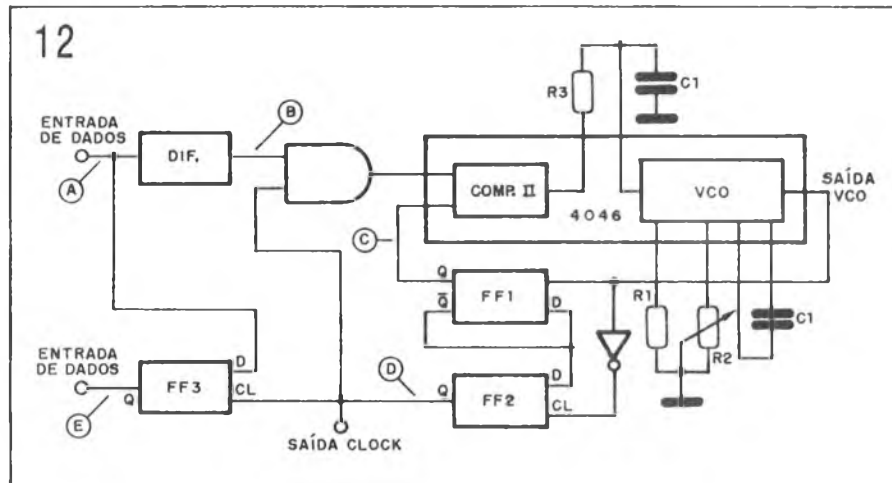 12
ENTRADA
DE DADOS
A
DIF.
B
R3
C1
COMP. II
4046
VCO
SAÍDA
VCO
C
Q
Q̅
FF1
D
R1
R2
C1
ENTRADA
DE DADOS
E
Q
FF3
D
CL
D
Q
FF2
D
CL
SAÍDA CLOCK